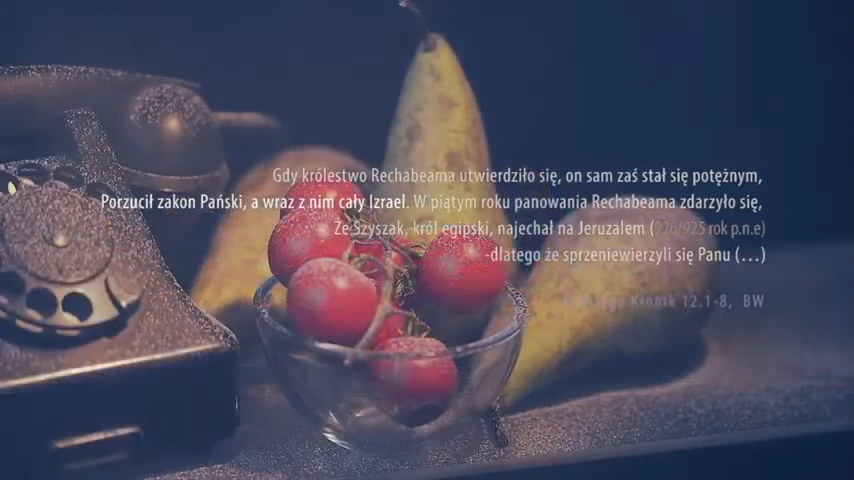 Gdy królestwo Rechabeama utwierdziło się, on sam zaś stał się potężnym,
Porzucił zakon Pański, a wraz z nim cały Izrael. W piątym roku panowania Rechabeama zdarzyło się,
Że Szyszak, król egipski, najechał na Jeruzalem (926/925 rok p.n.e)
dlatego że sprzeniewierzyli się Panu (...)
Kronik 12.1-8, BW